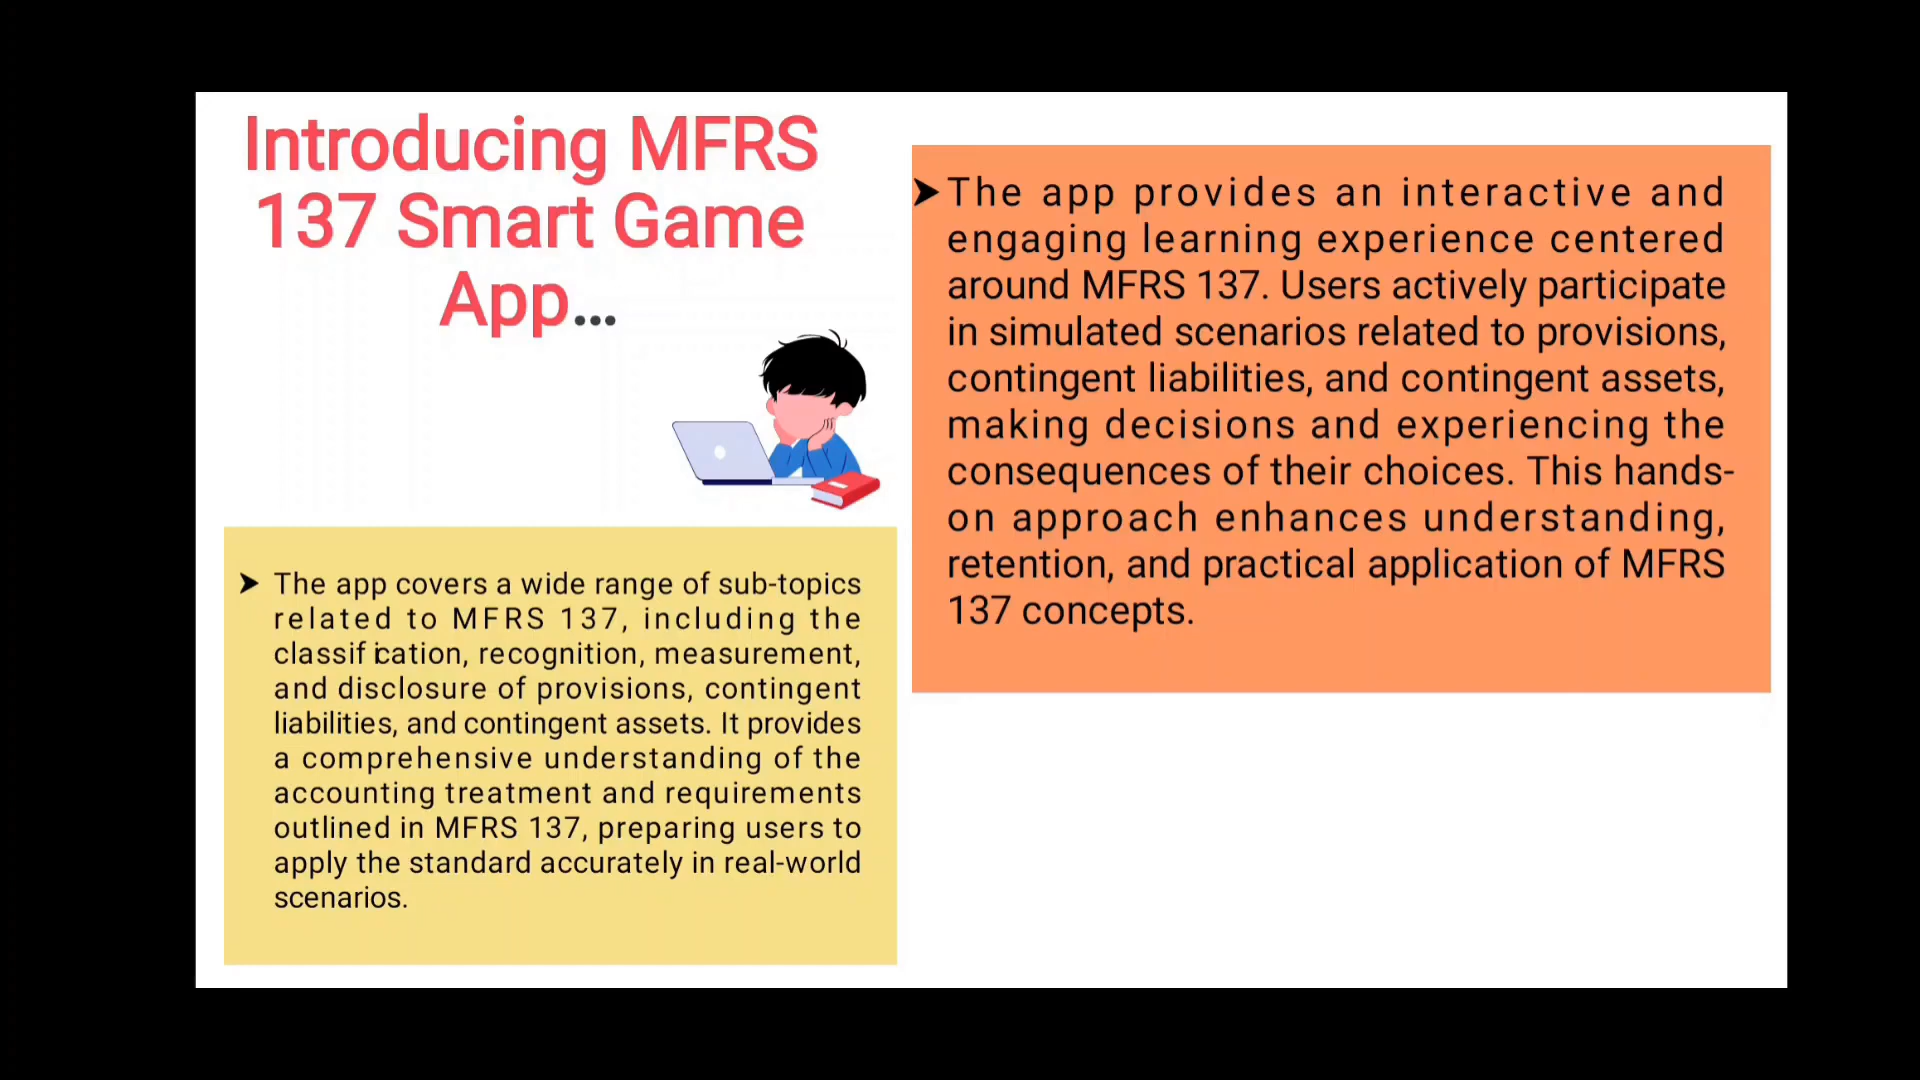 Introducing MFRS
137 Smart Game
App...
➤ The app covers a wide range of sub-topics
related to MFRS 137, including the
classification, recognition, measurement,
and disclosure of provisions, contingent
liabilities, and contingent assets. It provides
a comprehensive understanding of the
accounting treatment and requirements
outlined in MFRS 137, preparing users to
apply the standard accurately in real-world
scenarios.
➤ The app provides an interactive and
engaging learning experience centered
around MFRS 137. Users actively participate
in simulated scenarios related to provisions,
contingent liabilities, and contingent assets,
making decisions and experiencing the
consequences of their choices. This hands-
on approach enhances understanding,
retention, and practical application of MFRS
137 concepts.